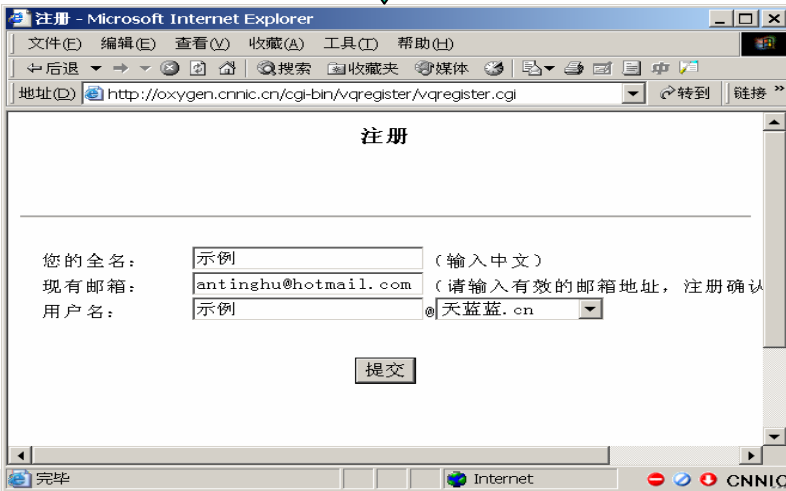 注册 - Microsoft Internet Explorer
文件(F) 编辑(E) 查看(V) 收藏(A) 工具(T) 帮助(H)
后退 搜索 收藏夹 媒体
地址(D) http://oxygen.cnnic.cn/cgi-bin/vqregister/vqregister.cgi 转到 链接 »
注册
您的全名: 示例 (输入中文)
现有邮箱: antinghu@hotmail.com (请输入有效的邮箱地址, 注册确认
用户名: 示例 @ 天蓝蓝.cn
提交
完毕 Internet CNNIC